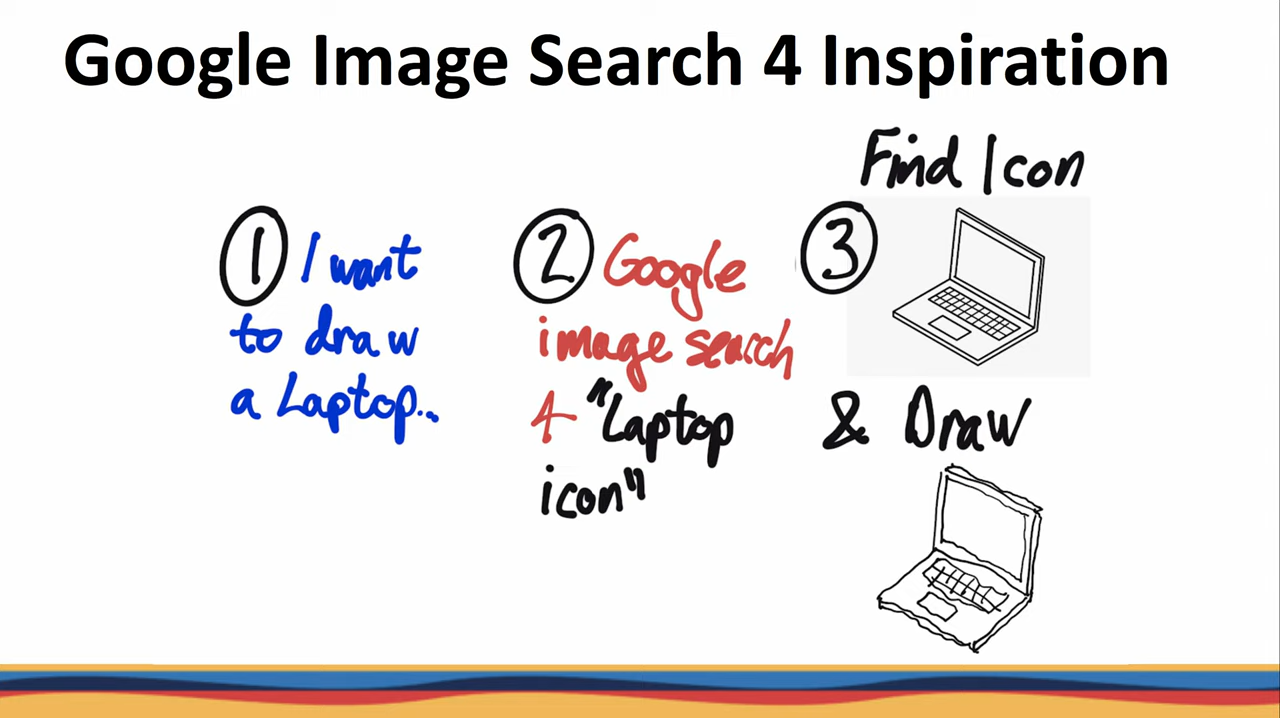 Google Image Search 4 Inspiration
1 I want
to draw
a Laptop..
2 Google
image search
4 "Laptop
icon"
Find Icon
3
& Draw